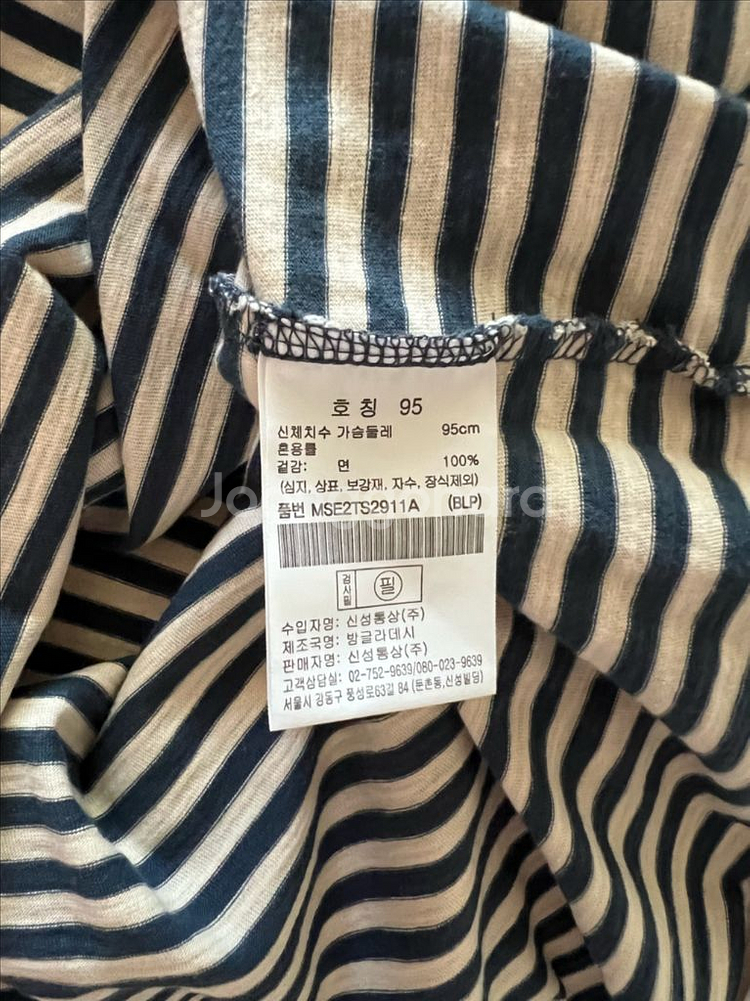 호칭 95
신체치수 가슴둘레 95cm
혼용률
겉감: 면 100%
(심지, 상표, 보강재, 자수, 장식제외)
품번 MSE2TS2911A (BLP)
검사필 필
수입자명: 신성통상(주)
제조국명: 방글라데시
판매자명: 신성통상(주)
고객상담실: 02-752-9639/080-023-9639
서울시 강동구 풍성로63길 84 (둔촌동,신성빌딩)